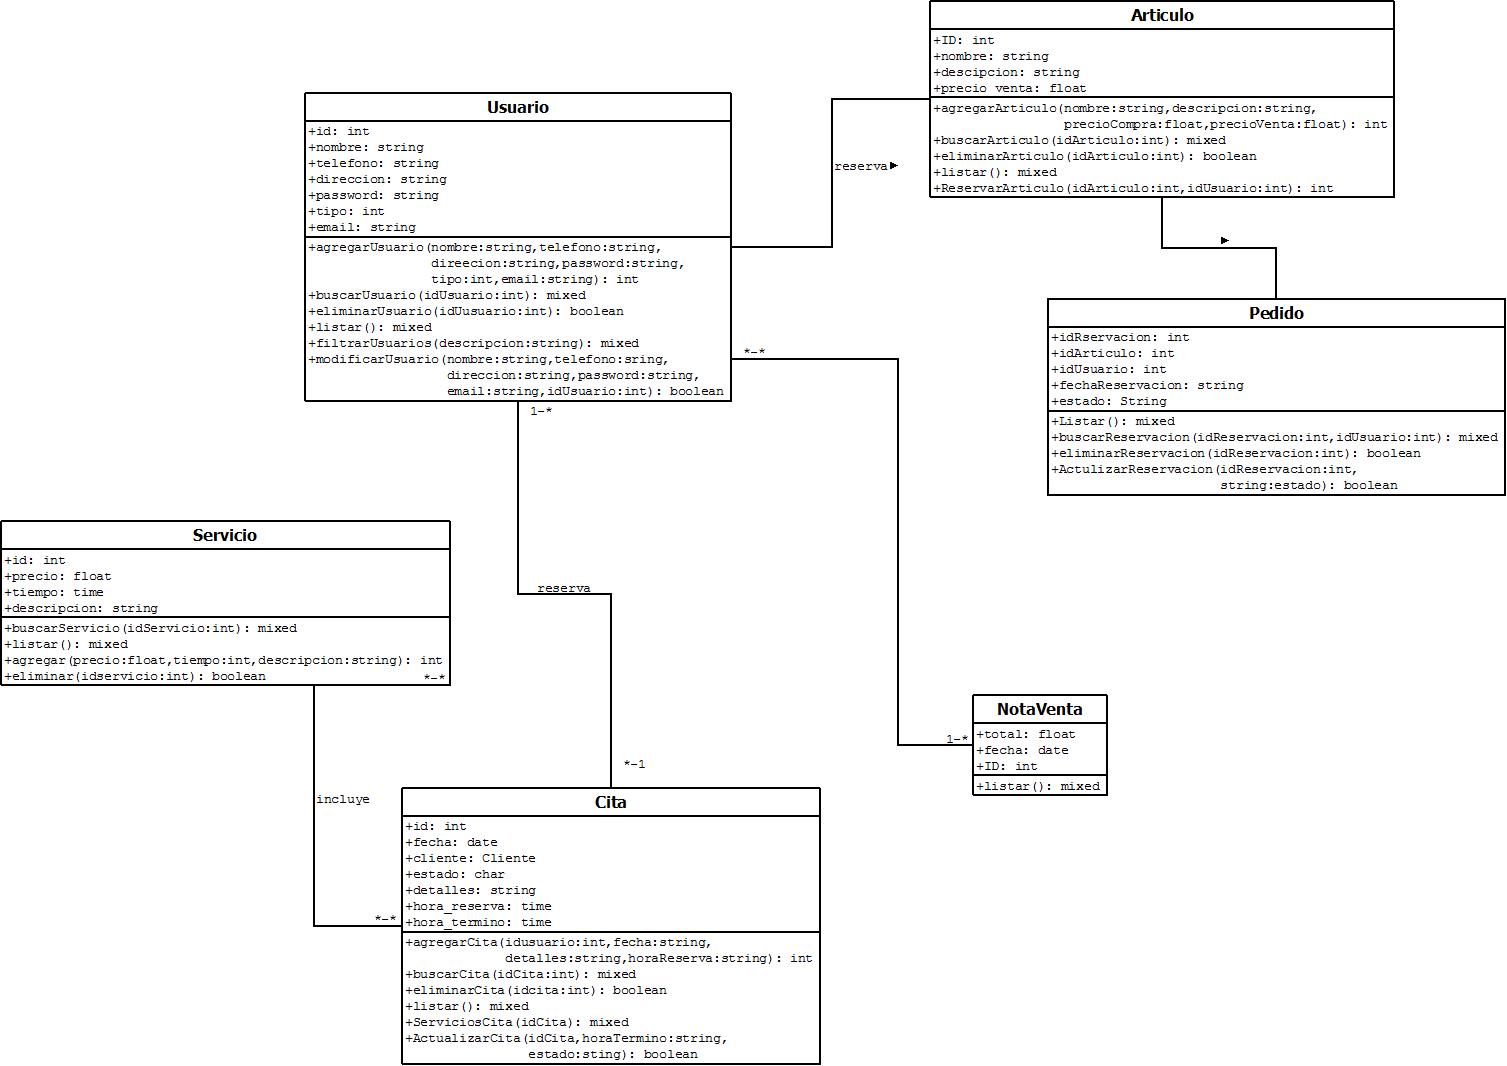 Articulo
+ID: int
+nombre: string
+descipcion: string
+precio venta: float
+agregarArticulo(nombre:string,descripcion:string,
precioCompra:float,precioVenta:float): int
+buscarArticulo(idArticulo:int): mixed
+eliminarArticulo(idArticulo:int): boolean
+listar(): mixed
+ReservarArticulo(idArticulo:int,idUsuario:int): int
Usuario
+id: int
+nombre: string
+telefono: string
+direccion: string
+password: string
+tipo: int
+email: string
+agregarUsuario(nombre:string,telefono:string,
direecion:string,password:string,
tipo:int,email:string): int
+buscarUsuario(idUsuario:int): mixed
+eliminarUsuario(idUusuario:int): boolean
+listar(): mixed
+filtrarUsuarios(descripcion:string): mixed
+modificarUsuario(nombre:string,telefono:sring,
direccion:string,password:string,
email:string,idUsuario:int): boolean
reserva
Pedido
+idRservacion: int
+idArticulo: int
+idUsuario: int
+fechaReservacion: string
+estado: String
+Listar(): mixed
+buscarReservacion(idReservacion:int,idUsuario:int): mixed
+eliminarReservacion(idReservacion:int): boolean
+ActulizarReservacion(idReservacion:int,
string:estado): boolean
*-*
1-*
Servicio
+id: int
+precio: float
+tiempo: time
+descripcion: string
+buscarServicio(idServicio:int): mixed
+listar(): mixed
+agregar(precio:float,tiempo:int,descripcion:string): int
+eliminar(idservicio:int): boolean
*-*
reserva
NotaVenta
+total: float
+fecha: date
+ID: int
+listar(): mixed
1-*
*-1
incluye
*-*
Cita
+id: int
+fecha: date
+cliente: Cliente
+estado: char
+detalles: string
+hora_reserva: time
+hora_termino: time
+agregarCita(idusuario:int,fecha:string,
detalles:string,horaReserva:string): int
+buscarCita(idCita:int): mixed
+eliminarCita(idcita:int): boolean
+listar(): mixed
+ServiciosCita(idCita): mixed
+ActualizarCita(idCita,horaTermino:string,
estado:sting): boolean